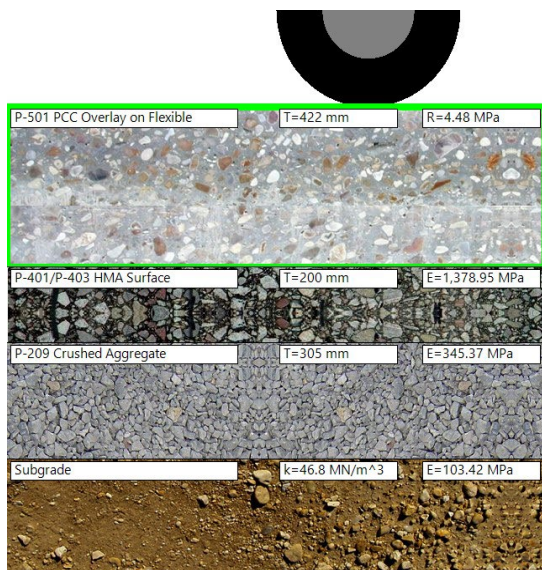 P-501 PCC Overlay on Flexible T=422 mm R=4.48 MPa
P-401/P-403 HMA Surface T=200 mm E=1,378.95 MPa
P-209 Crushed Aggregate T=305 mm E=345.37 MPa
Subgrade k=46.8 MN/m^3 E=103.42 MPa